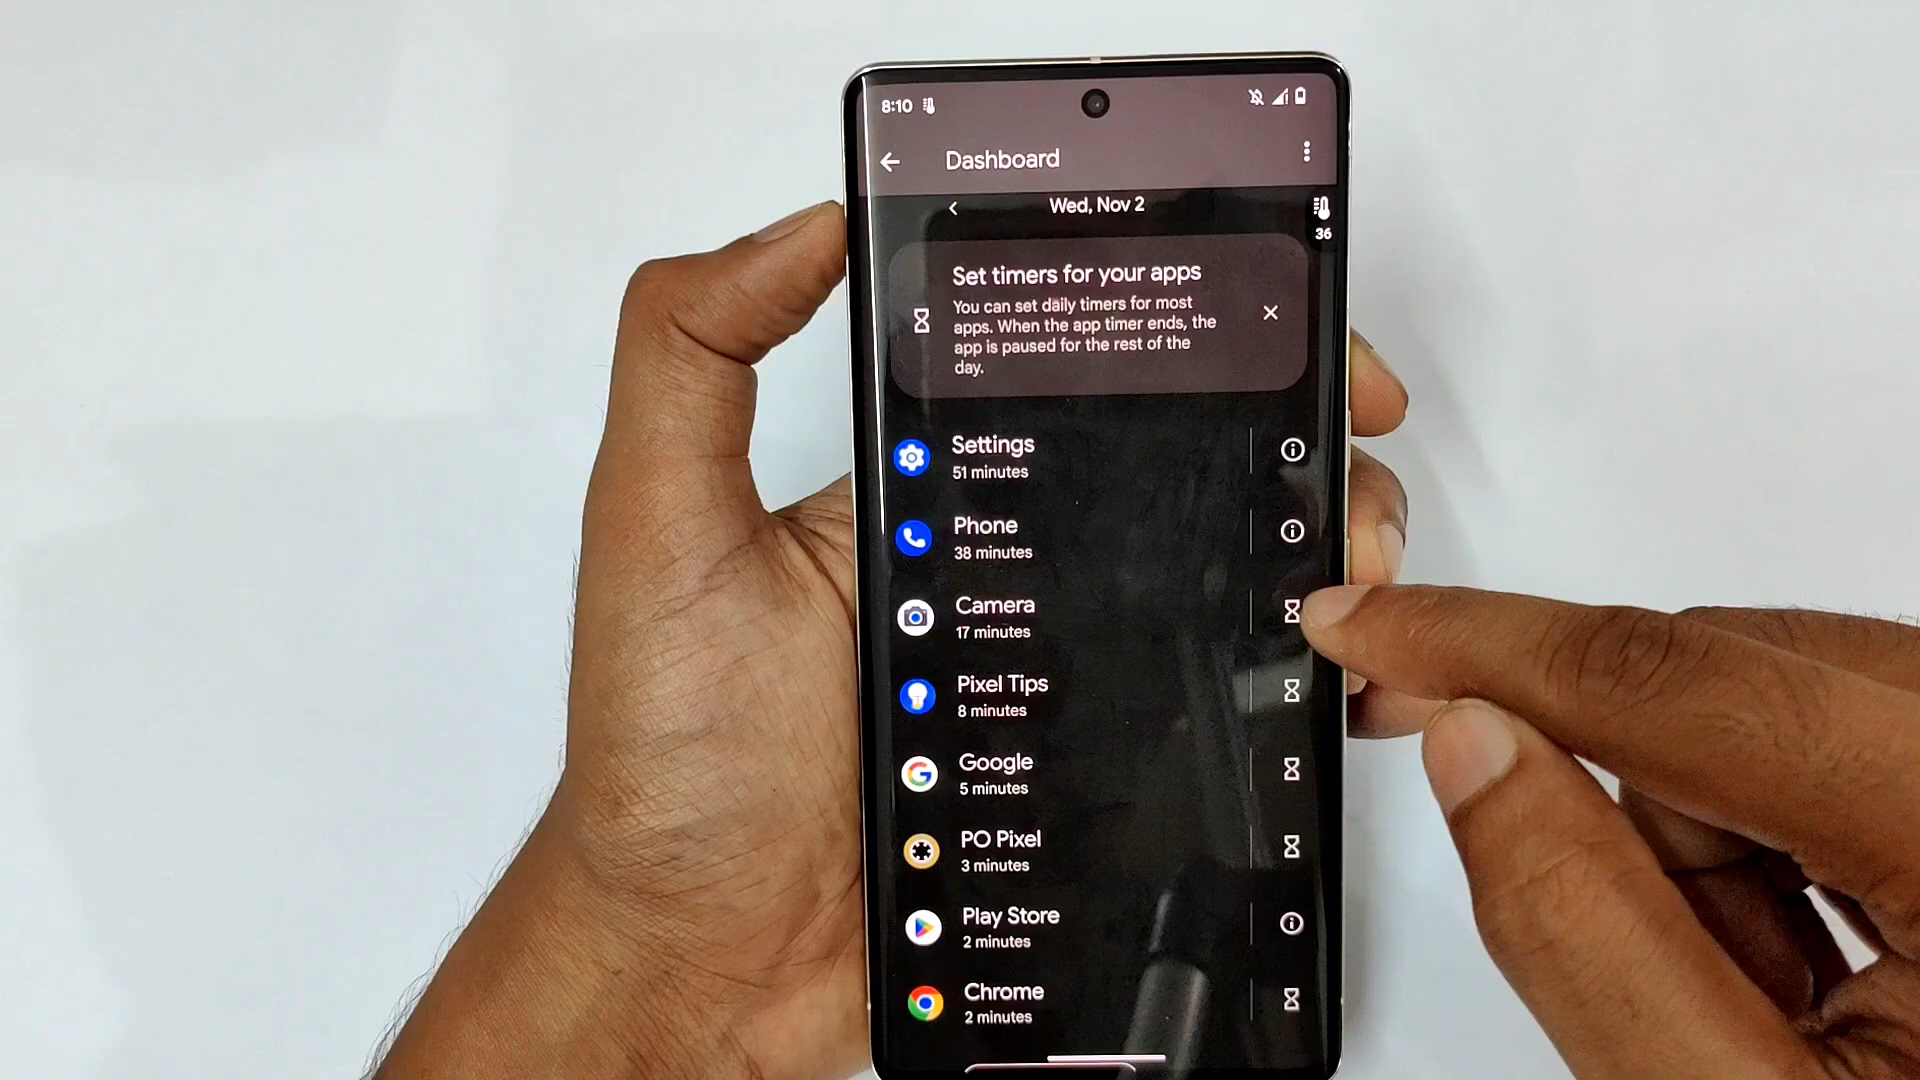 8:10
Dashboard
Wed, Nov 2
36
Set timers for your apps
You can set daily timers for most
apps. When the app timer ends, the
app is paused for the rest of the
day.
Settings
51 minutes
Phone
38 minutes
Camera
17 minutes
Pixel Tips
8 minutes
Google
5 minutes
PO Pixel
3 minutes
Play Store
2 minutes
Chrome
2 minutes